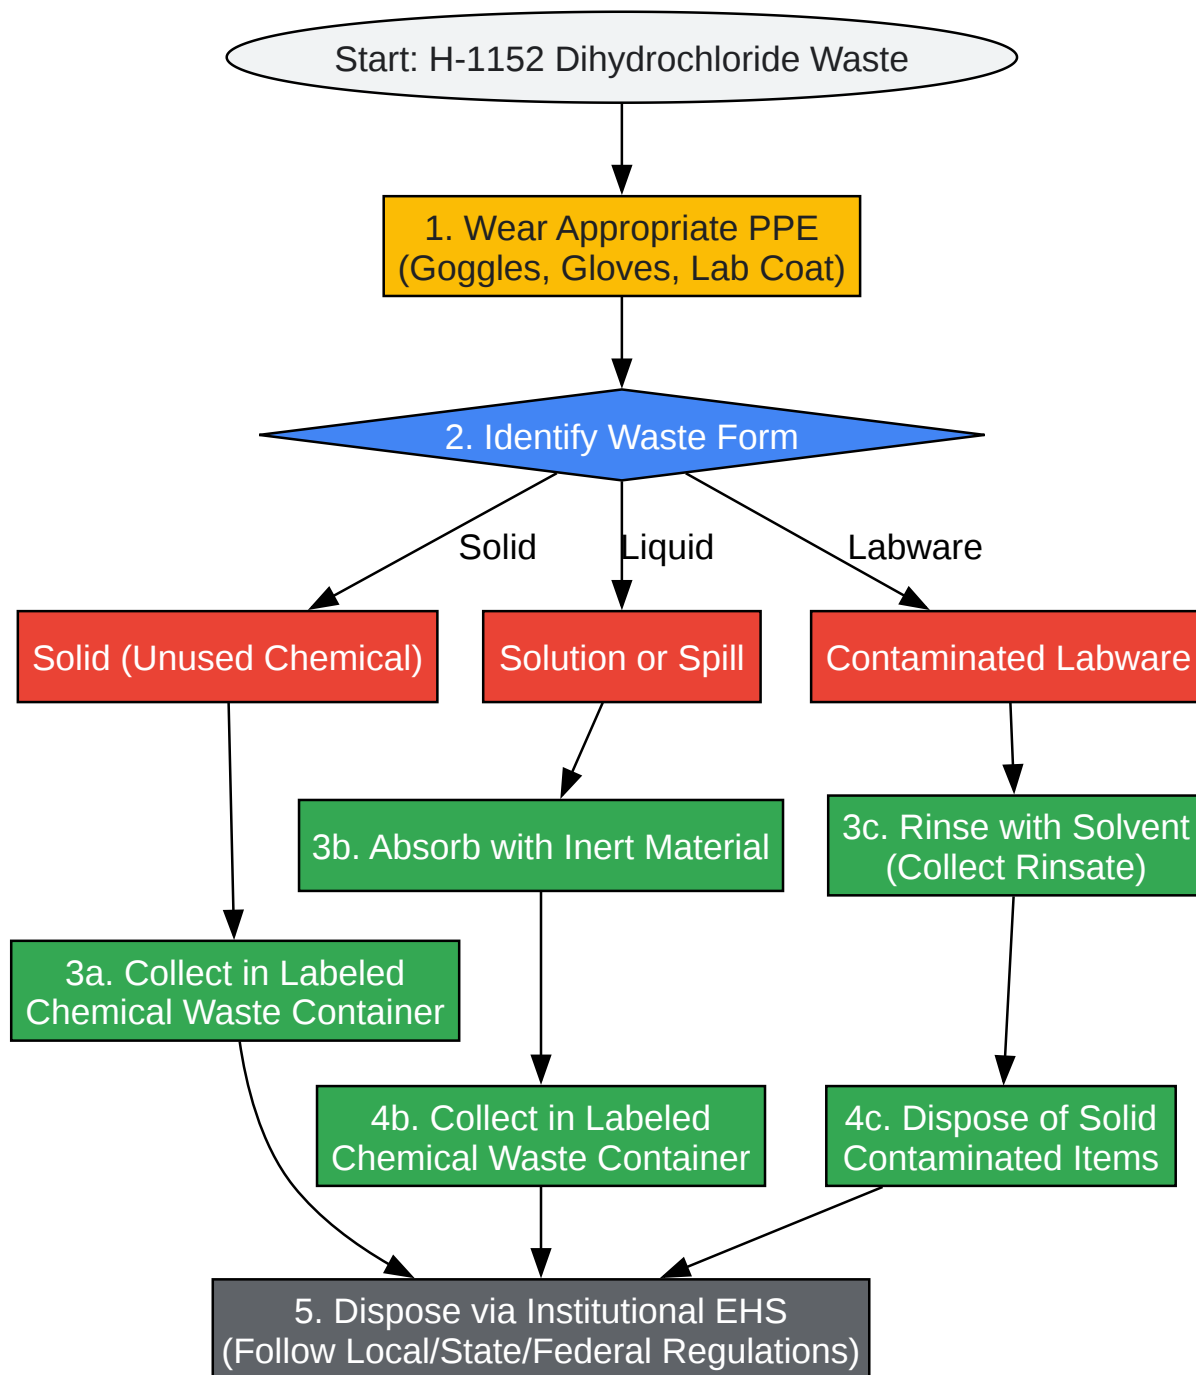 Start: H-1152 Dihydrochloride Waste
1. Wear Appropriate PPE
(Goggles, Gloves, Lab Coat)
2. Identify Waste Form
Solid
Liquid
Labware
Solid (Unused Chemical)
Solution or Spill
Contaminated Labware
3b. Absorb with Inert Material
3c. Rinse with Solvent
(Collect Rinsate)
3a. Collect in Labeled
Chemical Waste Container
4b. Collect in Labeled
Chemical Waste Container
4c. Dispose of Solid
Contaminated Items
5. Dispose via Institutional EHS
(Follow Local/State/Federal Regulations)